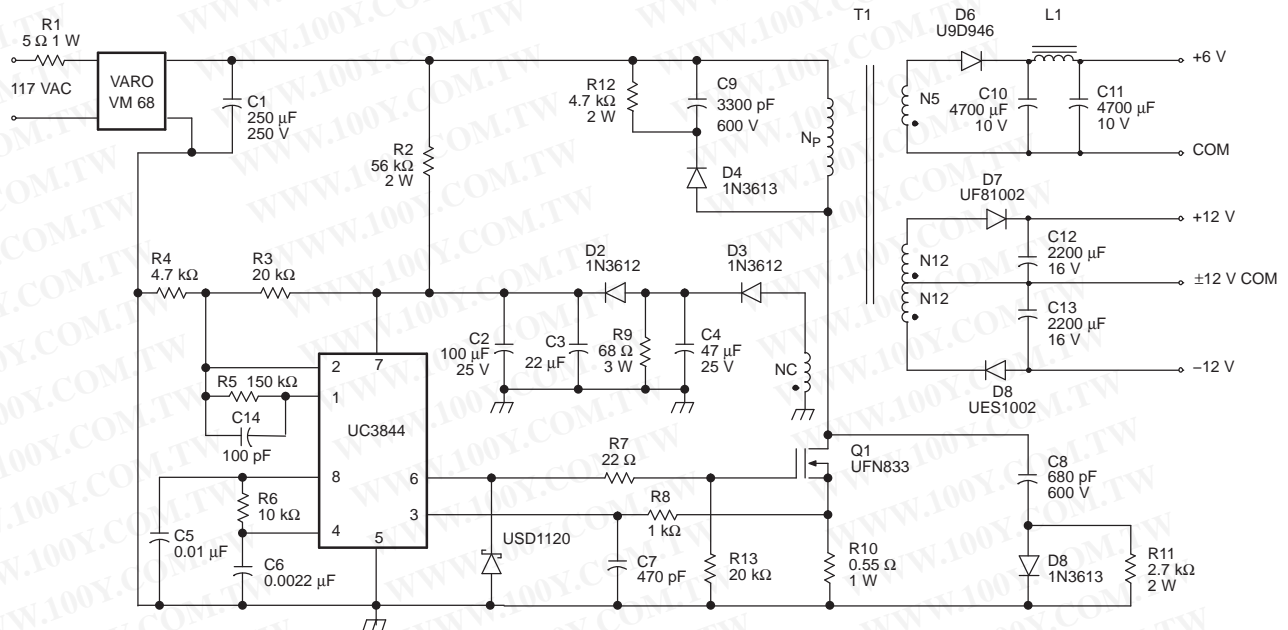 R1
5 Ω 1 W
117 VAC
VARO
VM 68
C1
250 µF
250 V
R2
56 kΩ
2 W
R12
4.7 kΩ
2 W
C9
3300 pF
600 V
D4
1N3613
NP
T1
D6
U9D946
L1
+6 V
N5
C10
4700 µF
10 V
C11
4700 µF
10 V
COM
D7
UF81002
+12 V
N12
N12
C12
2200 µF
16 V
±12 V COM
C13
2200 µF
16 V
−12 V
D8
UES1002
R4
4.7 kΩ
R3
20 kΩ
D2
1N3612
D3
1N3612
C2
100 µF
25 V
C3
22 µF
R9
68 Ω
3 W
C4
47 µF
25 V
NC
2
7
R5 150 kΩ
1
C14
100 pF
UC3844
8
6
R6
10 kΩ
4
3
5
C5
0.01 µF
C6
0.0022 µF
R7
22 Ω
R8
1 kΩ
USD1120
C7
470 pF
R13
20 kΩ
Q1
UFN833
R10
0.55 Ω
1 W
C8
680 pF
600 V
D8
1N3613
R11
2.7 kΩ
2 W
WWW.100Y.COM.TW